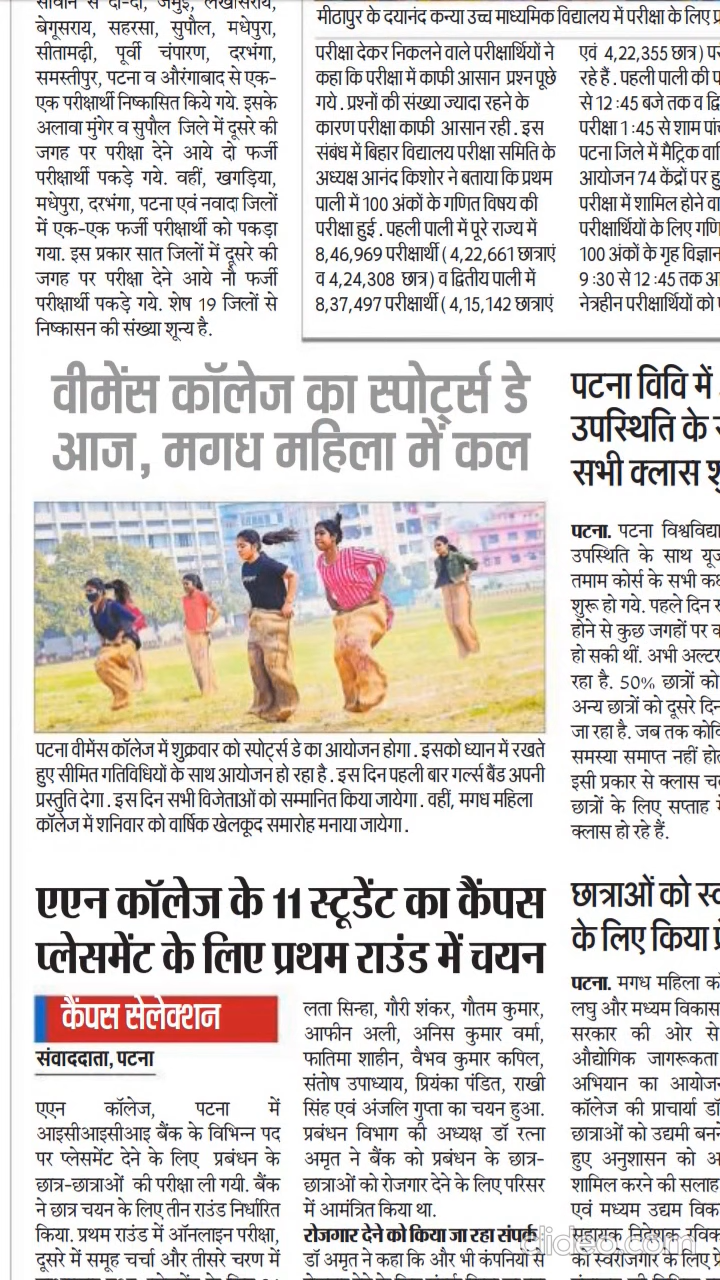 बेगूसराय, सहरसा, सुपौल, मधेपुरा,
सीतामढ़ी, पूर्वी चंपारण, दरभंगा,
समस्तीपुर, पटना व औरंगाबाद से एक-
एक परीक्षार्थी निष्कासित किये गये. इसके
अलावा मुंगेर व सुपौल जिले में दूसरे की
जगह पर परीक्षा देने आये दो फर्जी
परीक्षार्थी पकड़े गये. वहीं, खगड़िया,
मधेपुरा, दरभंगा, पटना एवं नवादा जिलों
में एक-एक फर्जी परीक्षार्थी को पकड़ा
गया. इस प्रकार सात जिलों में दूसरे की
जगह पर परीक्षा देने आये नौ फर्जी
परीक्षार्थी पकड़े गये. शेष 19 जिलों से
निष्कासन की संख्या शून्य है.
मीठापुर के दयानंद कन्या उच्च माध्यमिक विद्यालय में परीक्षा के लिए
परीक्षा देकर निकलने वाले परीक्षार्थियों ने
कहा कि परीक्षा में काफी आसान प्रश्न पूछे
गये. प्रश्नों की संख्या ज्यादा रहने के
कारण परीक्षा काफी आसान रही. इस
संबंध में बिहार विद्यालय परीक्षा समिति के
अध्यक्ष आनंद किशोर ने बताया कि प्रथम
पाली में 100 अंकों के गणित विषय की
परीक्षा हुई. पहली पाली में पूरे राज्य में
8,46,969 परीक्षार्थी (4,22,661 छात्राएं
व 4,24,308 छात्र) व द्वितीय पाली में
8,37,497 परीक्षार्थी (4,15,142 छात्राएं
एवं 4,22,355 छात्र)
रहे हैं. पहली पाली की
से 12:45 बजे तक व
परीक्षा 1:45 से शाम
पटना जिले में मैट्रिक
आयोजन 74 केंद्रों पर
परीक्षा में शामिल होने
परीक्षार्थियों के लिए
100 अंकों के गृह विज्ञान
9:30 से 12:45 तक
नेत्रहीन परीक्षार्थियों को
वीमेंस कॉलेज का स्पोर्ट्स डे
आज, मगध महिला में कल
पटना वीमेंस कॉलेज में शुक्रवार को स्पोर्ट्स डे का आयोजन होगा. इसको ध्यान में रखते
हुए सीमित गतिविधियों के साथ आयोजन हो रहा है. इस दिन पहली बार गर्ल्स बैंड अपनी
प्रस्तुति देगा. इस दिन सभी विजेताओं को सम्मानित किया जायेगा. वहीं, मगध महिला
कॉलेज में शनिवार को वार्षिक खेलकूद समारोह मनाया जायेगा.
पटना विवि में
उपस्थिति के
सभी क्लास
पटना. पटना
उपस्थिति के साथ
तमाम कोर्स के सभी
शुरू हो गये. पहले दिन
होने से कुछ जगहों पर
हो सकी थीं. अभी
रहा है. 50% छात्रों को
अन्य छात्रों को दूसरे दिन
जा रहा है. जब तक
समस्या समाप्त नहीं
इसी प्रकार से क्लास
छात्रों के लिए सप्ताह
क्लास हो रहे हैं.
एएन कॉलेज के 11 स्टूडेंट का कैंपस
प्लेसमेंट के लिए प्रथम राउंड में चयन
कैंपस सेलेक्शन
संवाददाता, पटना
एएन कॉलेज, पटना में
आइसीआइसीआइ बैंक के विभिन्न पद
पर प्लेसमेंट देने के लिए प्रबंधन के
छात्र-छात्राओं की परीक्षा ली गयी. बैंक
ने छात्र चयन के लिए तीन राउंड निर्धारित
किया. प्रथम राउंड में ऑनलाइन परीक्षा,
दूसरे में समूह चर्चा और तीसरे चरण में
लता सिन्हा, गौरी शंकर, गौतम कुमार,
आफीन अली, अनिस कुमार वर्मा,
फातिमा शाहीन, वैभव कुमार कपिल,
संतोष उपाध्याय, प्रियंका पंडित, राखी
सिंह एवं अंजलि गुप्ता का चयन हुआ.
प्रबंधन विभाग की अध्यक्ष डॉ रत्ना
अमृत ने बैंक को प्रबंधन के छात्र-
छात्राओं को रोजगार देने के लिए परिसर
में आमंत्रित किया था.
रोजगार देने को किया जा रहा संपर्क
डॉ अमृत ने कहा कि और भी कंपनियों से
छात्राओं को
के लिए किया
पटना. मगध महिला
लघु और मध्यम विकास
सरकार की ओर से
औद्योगिक जागरूकता
अभियान का
कॉलेज की प्राचार्या
छात्राओं को उद्यमी
हुए अनुशासन को
शामिल करने की
एवं मध्यम उद्यम
सहायक निदेशक
को स्वरोजगार के लिए
clideo.com